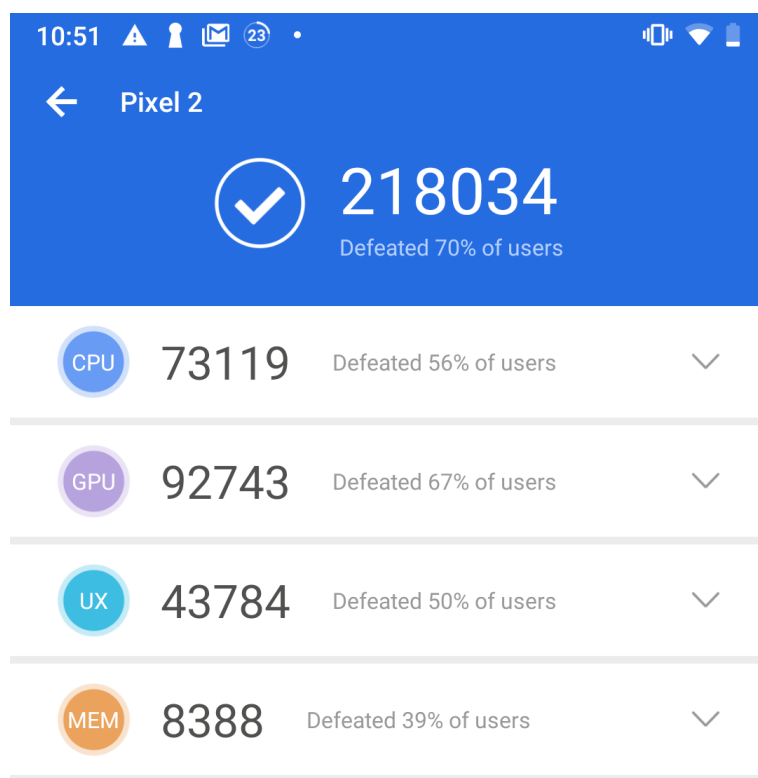 10:51 23
Pixel 2
218034
Defeated 70% of users
CPU 73119 Defeated 56% of users
GPU 92743 Defeated 67% of users
UX 43784 Defeated 50% of users
MEM 8388 Defeated 39% of users